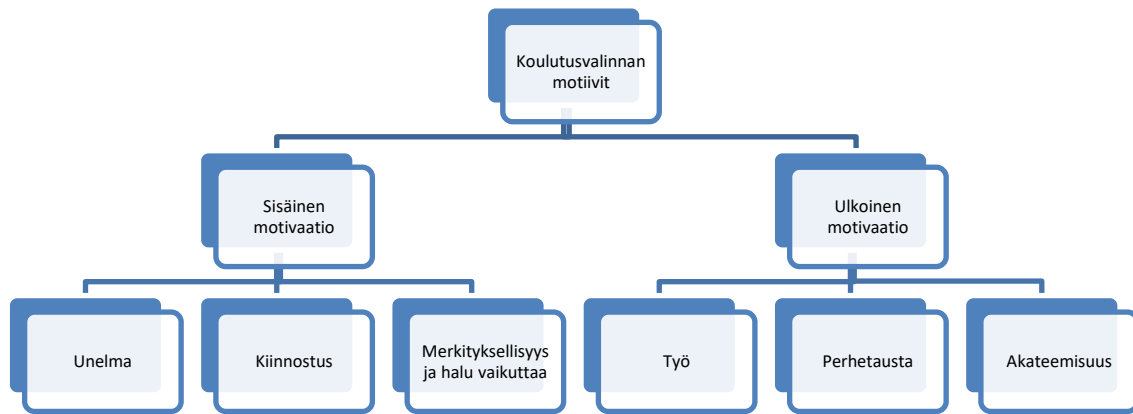 Koulutusvalinnan
motiivit
Sisäinen
motivaatio
Ulkoinen
motivaatio
Unelma
Kiinnostus
Merkityksellisyys
ja halu vaikuttaa
Työ
Perhetausta
Akateemisuus